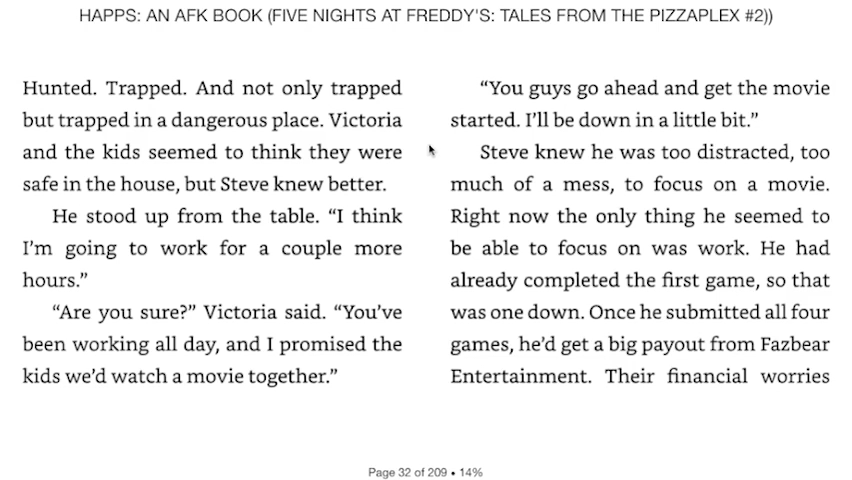 HAPPS: AN AFK BOOK (FIVE NIGHTS AT FREDDY'S: TALES FROM THE PIZZAPLEX #2))
Hunted. Trapped. And not only trapped
but trapped in a dangerous place. Victoria
and the kids seemed to think they were
safe in the house, but Steve knew better.
He stood up from the table. “I think
I’m going to work for a couple more
hours.”
“Are you sure?” Victoria said. “You’ve
been working all day, and I promised the
kids we’d watch a movie together.”
“You guys go ahead and get the movie
started. I’ll be down in a little bit.”
Steve knew he was too distracted, too
much of a mess, to focus on a movie.
Right now the only thing he seemed to
be able to focus on was work. He had
already completed the first game, so that
was one down. Once he submitted all four
games, he’d get a big payout from Fazbear
Entertainment. Their financial worries
Page 32 of 209 • 14%